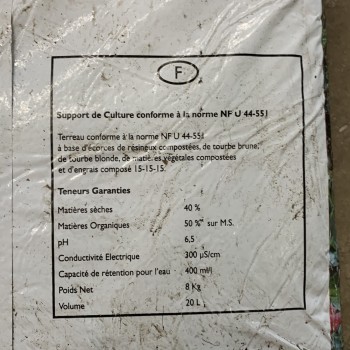 F
Support de Culture conforme à la norme NF U 44-551
Terreau conforme à la norme NF U 44-551
à base d'écorces de résineux compostées, de tourbe brune,
de tourbe blonde, de matières végétales compostées
et d'engrais composé 15-15-15.
Teneurs Garanties
Matières sèches 40 %
Matières Organiques 50 % sur M.S.
pH 6,5
Conductivité Electrique 300 µS/cm
Capacité de rétention pour l'eau 400 ml/l
Poids Net 8 Kg
Volume 20 L